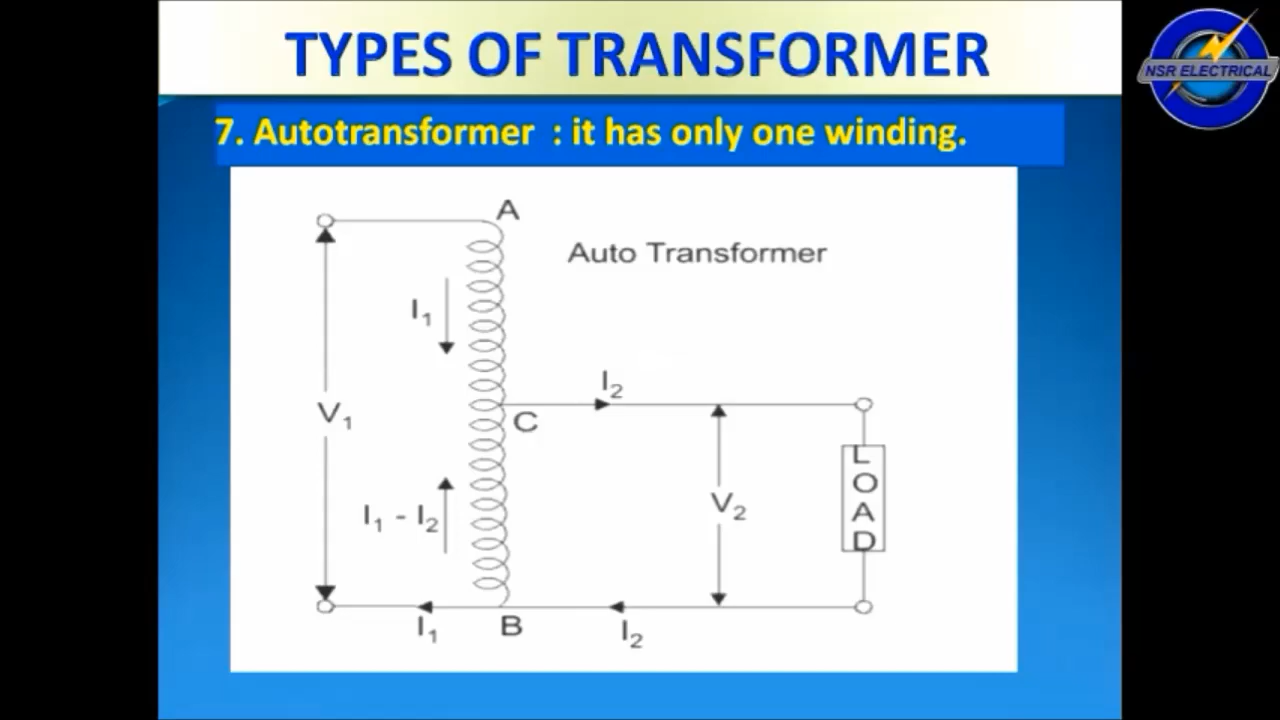 TYPES OF TRANSFORMER
NSR ELECTRICAL
7. Autotransformer : it has only one winding.
A
Auto Transformer
I₁
I₂
V₁
C
L
O
A
D
V₂
I₁ - I₂
I₁
B
I₂